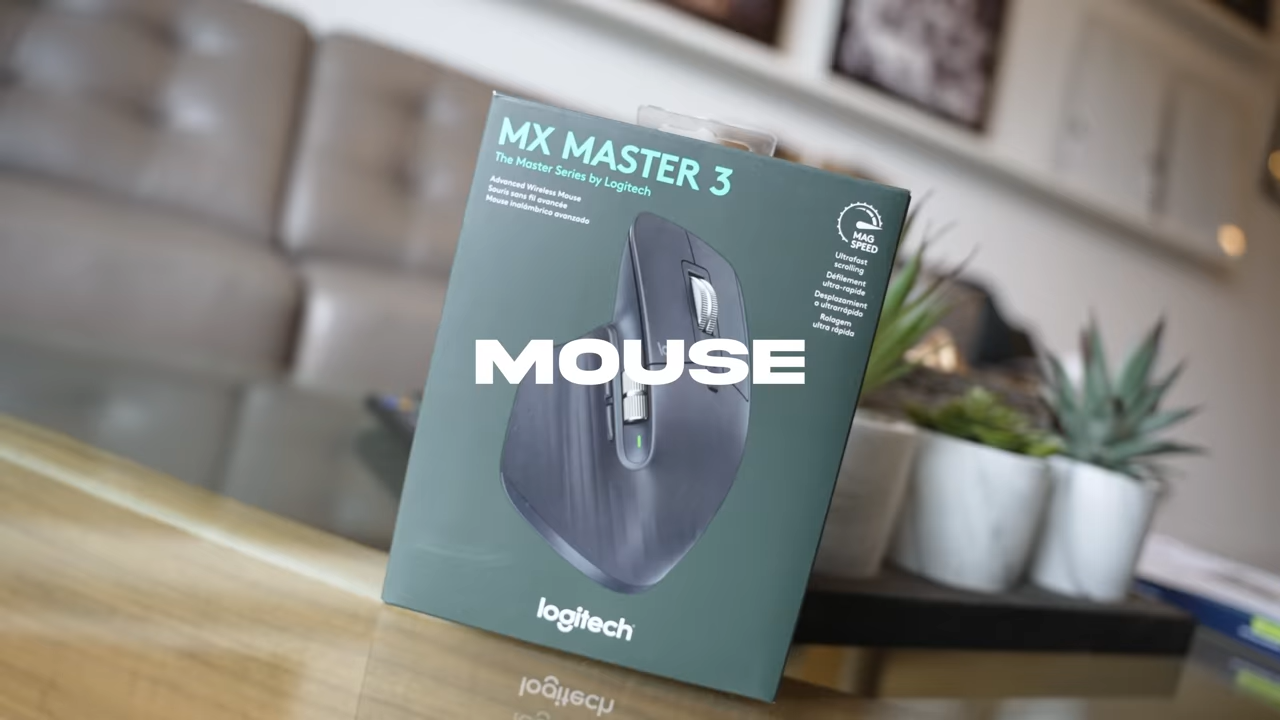 MX MASTER 3
The Master Series by Logitech
Advanced Wireless Mouse
Souris sans fil avancée
Mouse inalámbrico avanzado
MAG
SPEED
Ultrafast
scrolling
Défilement
ultra-rapide
Desplazamient
o ultrarrápido
Rolagem
ultra rápida
MOUSE
logitech
logitech